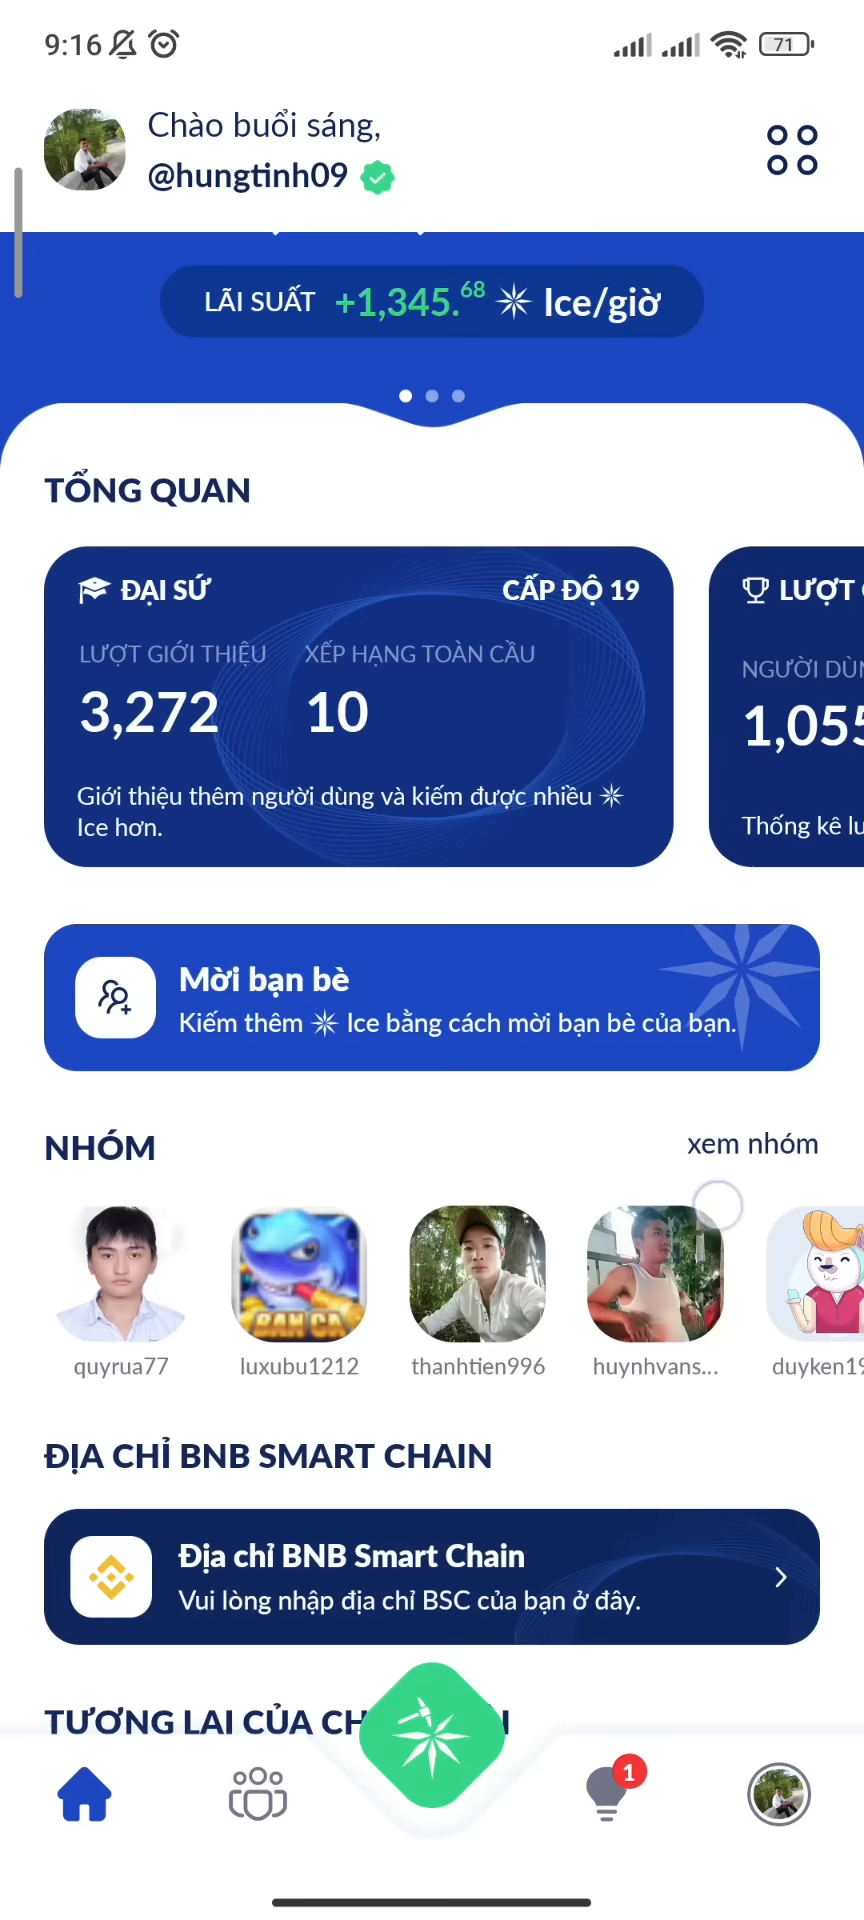 9:16
71
Chào buổi sáng,
@hungtinh09
LÃI SUẤT +1,345.68 Ice/giờ
TỔNG QUAN
ĐẠI SỨ CẤP ĐỘ 19
LƯỢT GIỚI THIỆU XẾP HẠNG TOÀN CẦU
3,272 10
Giới thiệu thêm người dùng và kiếm được nhiều
Ice hơn.
LƯỢT
NGƯỜI DÙN
1,055
Thống kê lư
Mời bạn bè
Kiếm thêm Ice bằng cách mời bạn bè của bạn.
NHÓM xem nhóm
BAN CA
quyrua77 luxubu1212 thanhtien996 huynhvans... duyken19
ĐỊA CHỈ BNB SMART CHAIN
Địa chỉ BNB Smart Chain
Vui lòng nhập địa chỉ BSC của bạn ở đây.
TƯƠNG LAI CỦA CH
1